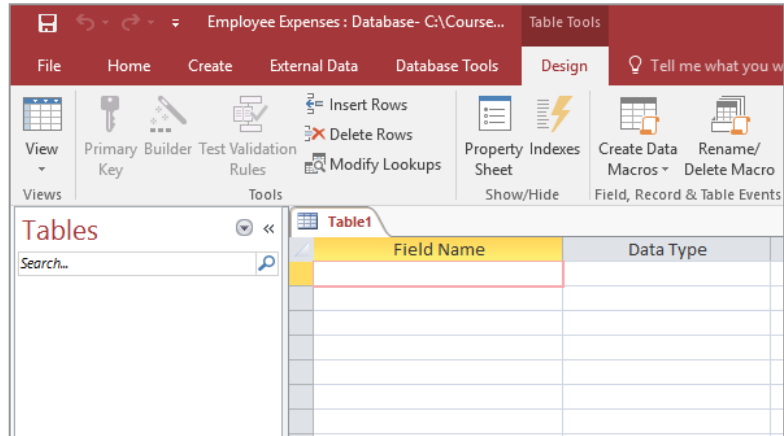 Employee Expenses : Database- C:\Course... Table Tools
File Home Create External Data Database Tools Design Tell me what you w
View
Primary Key
Builder
Test Validation Rules
Insert Rows
Delete Rows
Modify Lookups
Property Sheet
Indexes
Create Data Macros
Rename/ Delete Macro
Views Tools Show/Hide Field, Record & Table Events
Tables « Table1
Search... Field Name Data Type